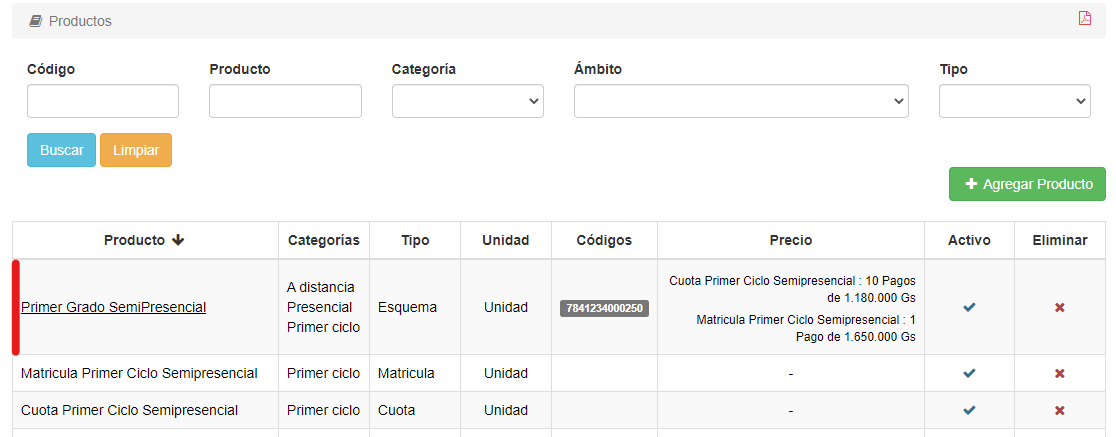 Productos
Código Producto Categoría Ámbito Tipo
Buscar Limpiar
Agregar Producto
Producto Categorías Tipo Unidad Códigos Precio Activo Eliminar
Primer Grado SemiPresencial
A distancia
Presencial
Primer ciclo
Esquema
Unidad
7841234000250
Cuota Primer Ciclo Semipresencial : 10 Pagos
de 1.180.000 Gs
Matricula Primer Ciclo Semipresencial : 1
Pago de 1.650.000 Gs
Matricula Primer Ciclo Semipresencial Primer ciclo Matricula Unidad -
Cuota Primer Ciclo Semipresencial Primer ciclo Cuota Unidad -